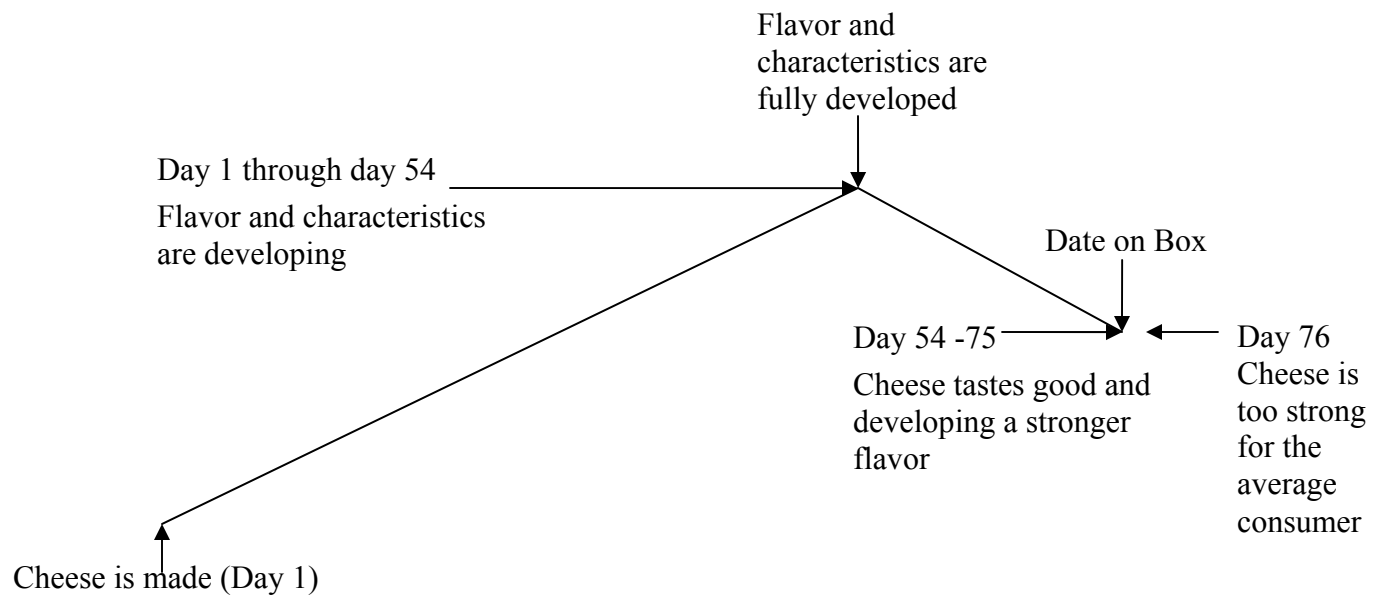 Flavor and
characteristics are
fully developed
Day 1 through day 54
Flavor and characteristics
are developing
Date on Box
Day 54 -75
Cheese tastes good and
developing a stronger
flavor
Day 76
Cheese is
too strong
for the
average
consumer
Cheese is made (Day 1)